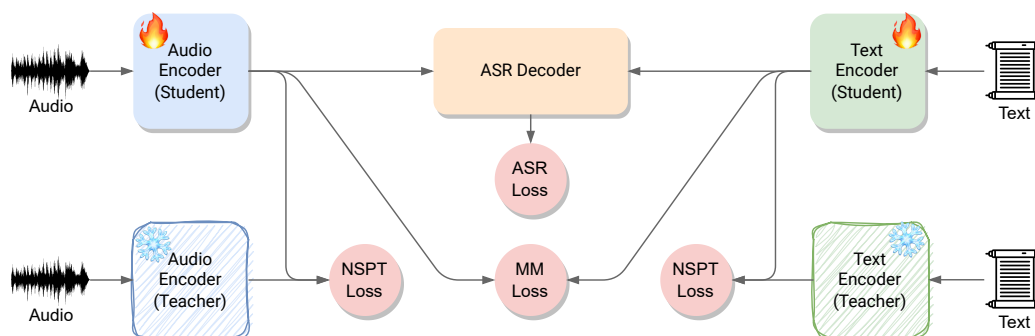 Audio
Audio
Encoder
(Student)
ASR Decoder
Text
Encoder
(Student)
Text
ASR
Loss
Audio
Audio
Encoder
(Teacher)
NSPT
Loss
MM
Loss
NSPT
Loss
Text
Encoder
(Teacher)
Text